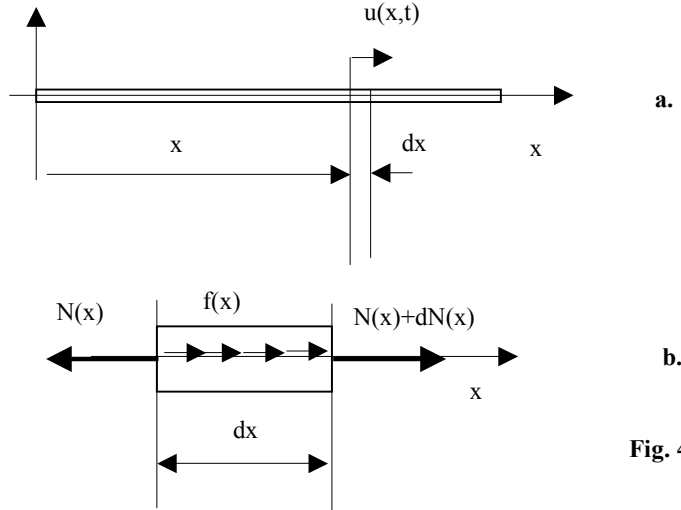 u(x,t)
a.
x
dx
x
N(x)
f(x)
N(x)+dN(x)
b.
x
dx
Fig. 4